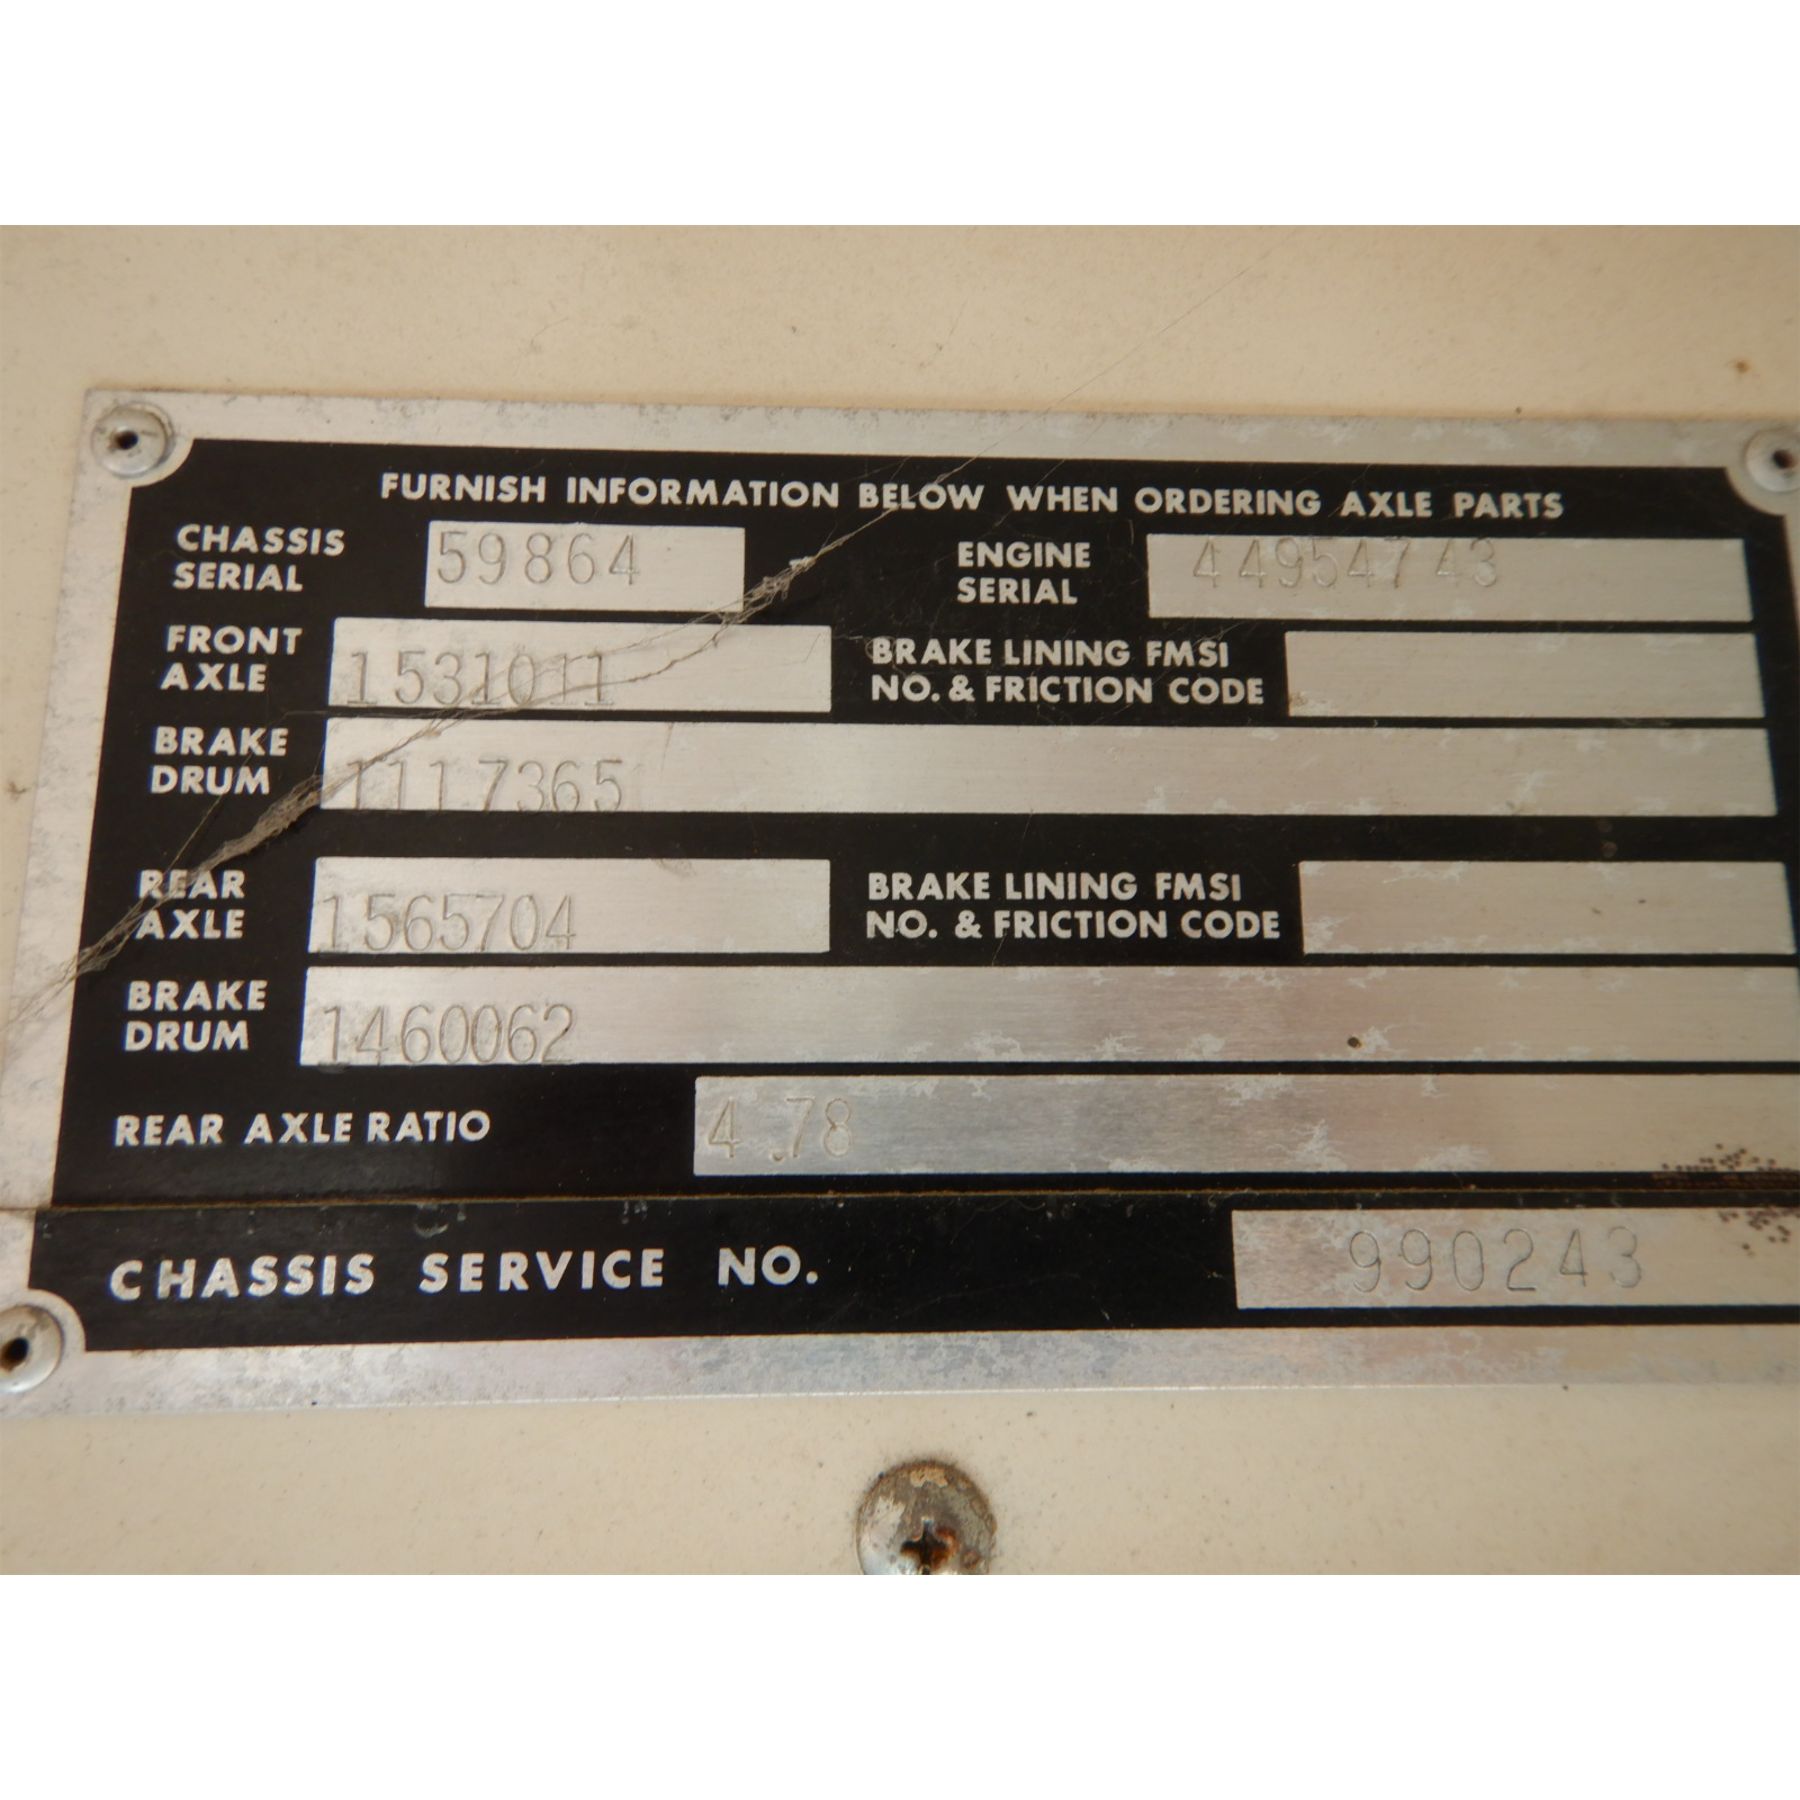 FURNISH INFORMATION BELOW WHEN ORDERING AXLE PARTS
CHASSIS SERIAL 59864 ENGINE SERIAL 44954743
FRONT AXLE 1531011 BRAKE LINING FMSI NO. & FRICTION CODE
BRAKE DRUM 1117365
REAR AXLE 1565704 BRAKE LINING FMSI NO. & FRICTION CODE
BRAKE DRUM 1460062
REAR AXLE RATIO 4.78
CHASSIS SERVICE NO. 990243